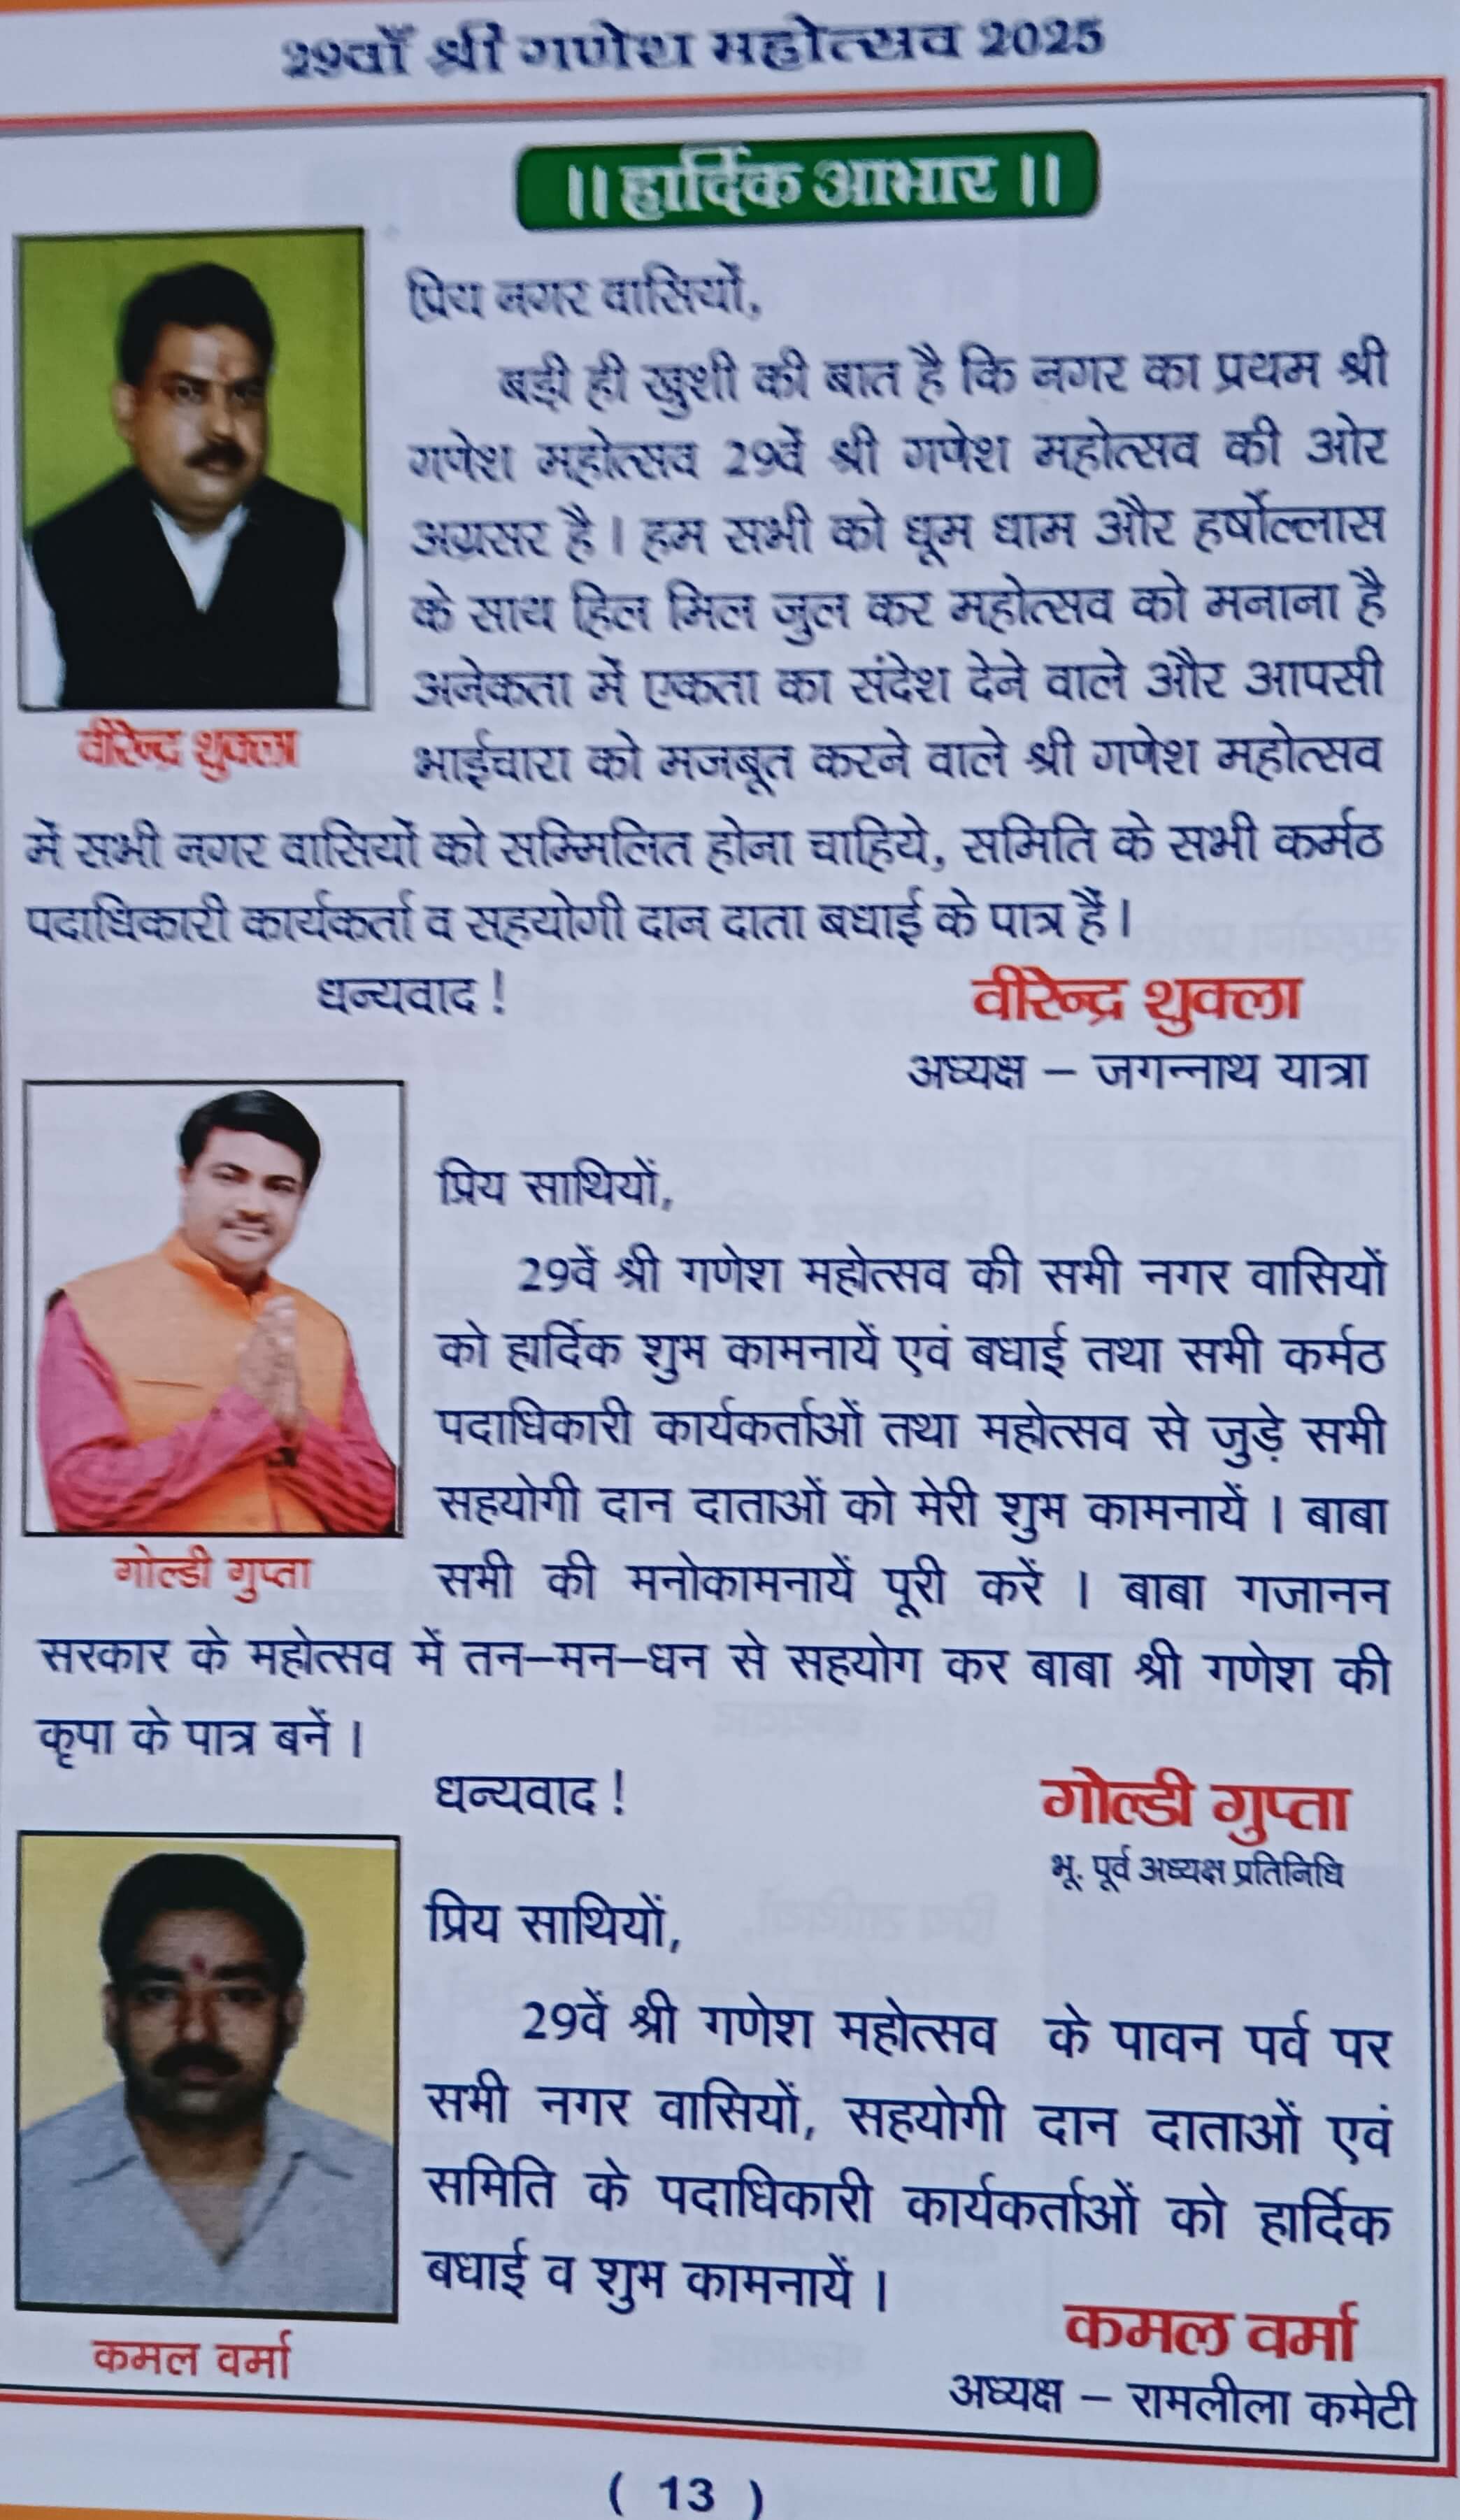 29वाँ श्री गणेश महोत्सव 2025
।। हार्दिक आभार ।।
प्रिय नगर वासियों,
बड़ी ही खुशी की बात है कि नगर का प्रथम श्री
गणेश महोत्सव 29वें श्री गणेश महोत्सव की ओर
अग्रसर है । हम सभी को धूम धाम और हर्षोल्लास
के साथ हिल मिल जुल कर महोत्सव को मनाना है
अनेकता में एकता का संदेश देने वाले और आपसी
भाईचारा को मजबूत करने वाले श्री गणेश महोत्सव
वीरेन्द्र शुक्ला
में सभी नगर वासियों को सम्मिलित होना चाहिये, समिति के सभी कर्मठ
पदाधिकारी कार्यकर्ता व सहयोगी दान दाता बधाई के पात्र हैं ।
धन्यवाद !
वीरेन्द्र शुक्ला
अध्यक्ष – जगन्नाथ यात्रा
प्रिय साथियों,
29वें श्री गणेश महोत्सव की सभी नगर वासियों
को हार्दिक शुभ कामनायें एवं बधाई तथा सभी कर्मठ
पदाधिकारी कार्यकर्ताओं तथा महोत्सव से जुड़े सभी
सहयोगी दान दाताओं को मेरी शुभ कामनायें । बाबा
सभी की मनोकामनायें पूरी करें । बाबा गजानन
गोल्डी गुप्ता
सरकार के महोत्सव में तन–मन–धन से सहयोग कर बाबा श्री गणेश की
कृपा के पात्र बनें ।
धन्यवाद !
गोल्डी गुप्ता
भू. पूर्व अध्यक्ष प्रतिनिधि
प्रिय साथियों,
29वें श्री गणेश महोत्सव के पावन पर्व पर
सभी नगर वासियों, सहयोगी दान दाताओं एवं
समिति के पदाधिकारी कार्यकर्ताओं को हार्दिक
बधाई व शुभ कामनायें ।
कमल वर्मा
कमल वर्मा
अध्यक्ष – रामलीला कमेटी
( 13 )